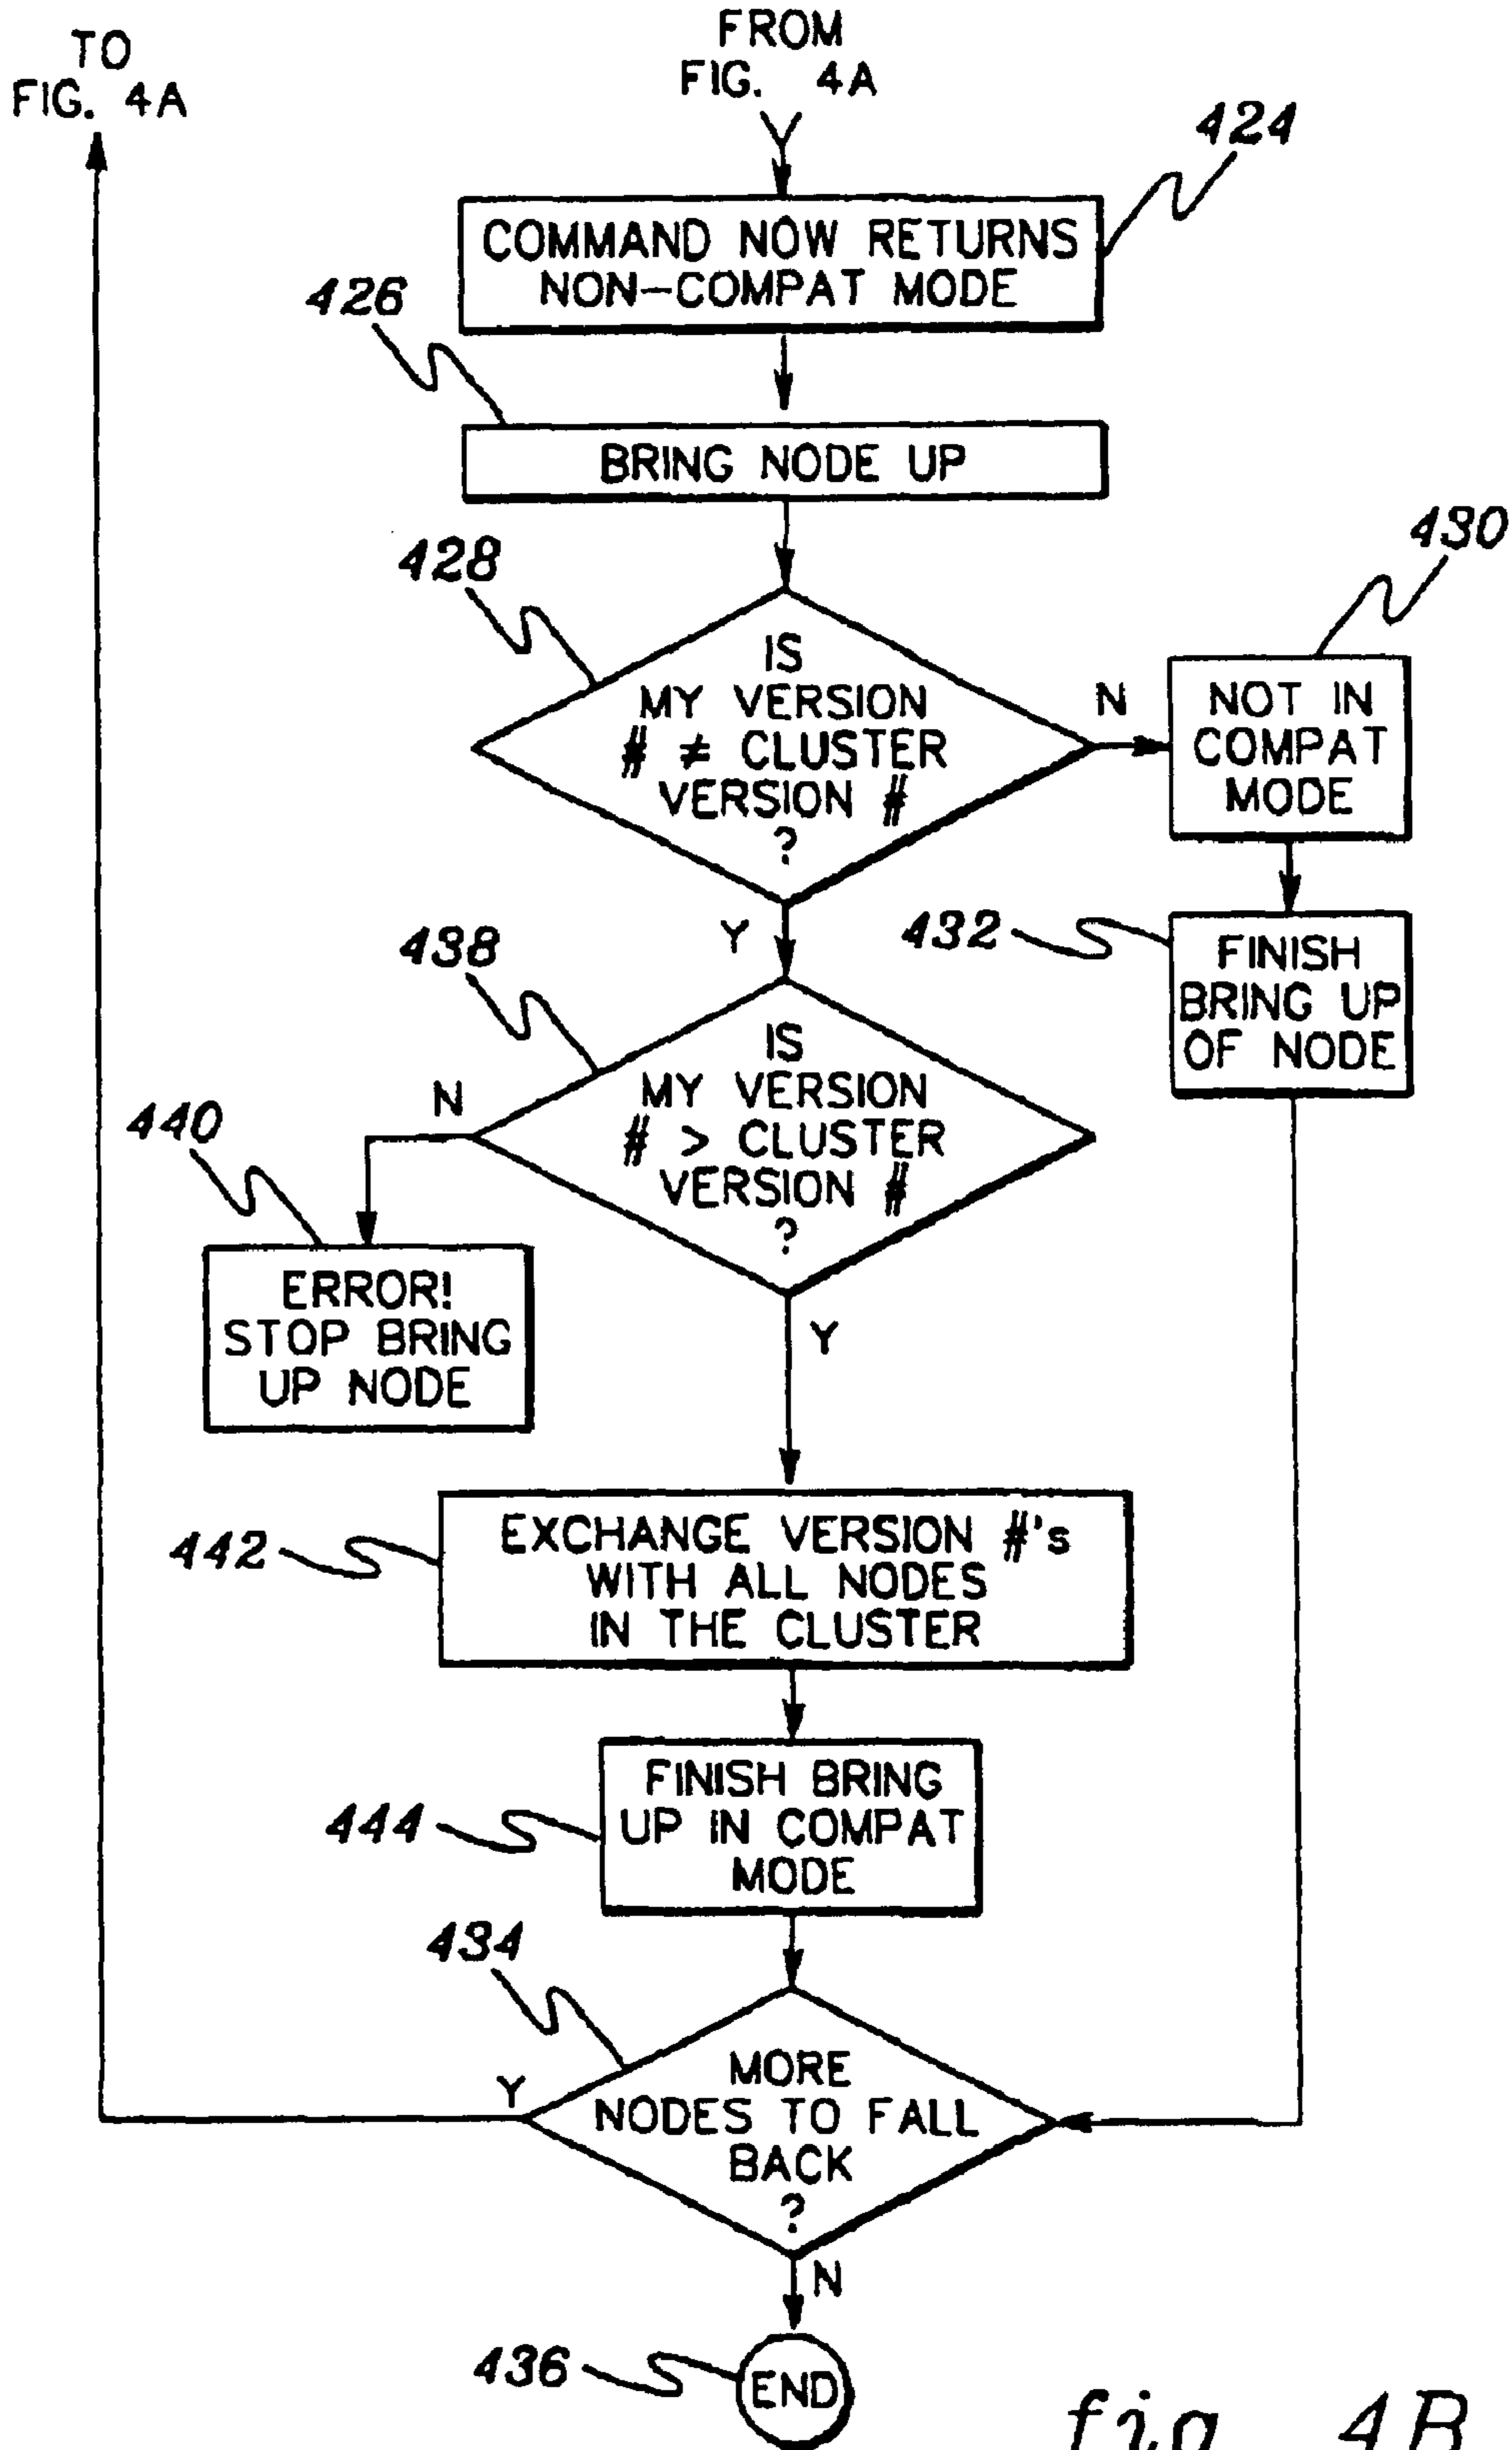 TO
FIG. 4A
FROM
FIG. 4A
424
COMMAND NOW RETURNS
NON-COMPAT MODE
426
BRING NODE UP
428
IS
MY VERSION
# ≠ CLUSTER
VERSION #
?
N
430
NOT IN
COMPAT
MODE
Y
432
FINISH
BRING UP
OF NODE
438
IS
MY VERSION
# > CLUSTER
VERSION #
?
N
440
ERROR!
STOP BRING
UP NODE
Y
442
EXCHANGE VERSION #'s
WITH ALL NODES
IN THE CLUSTER
444
FINISH BRING
UP IN COMPAT
MODE
434
MORE
NODES TO FALL
BACK
?
Y
N
436
END
fig. 4B